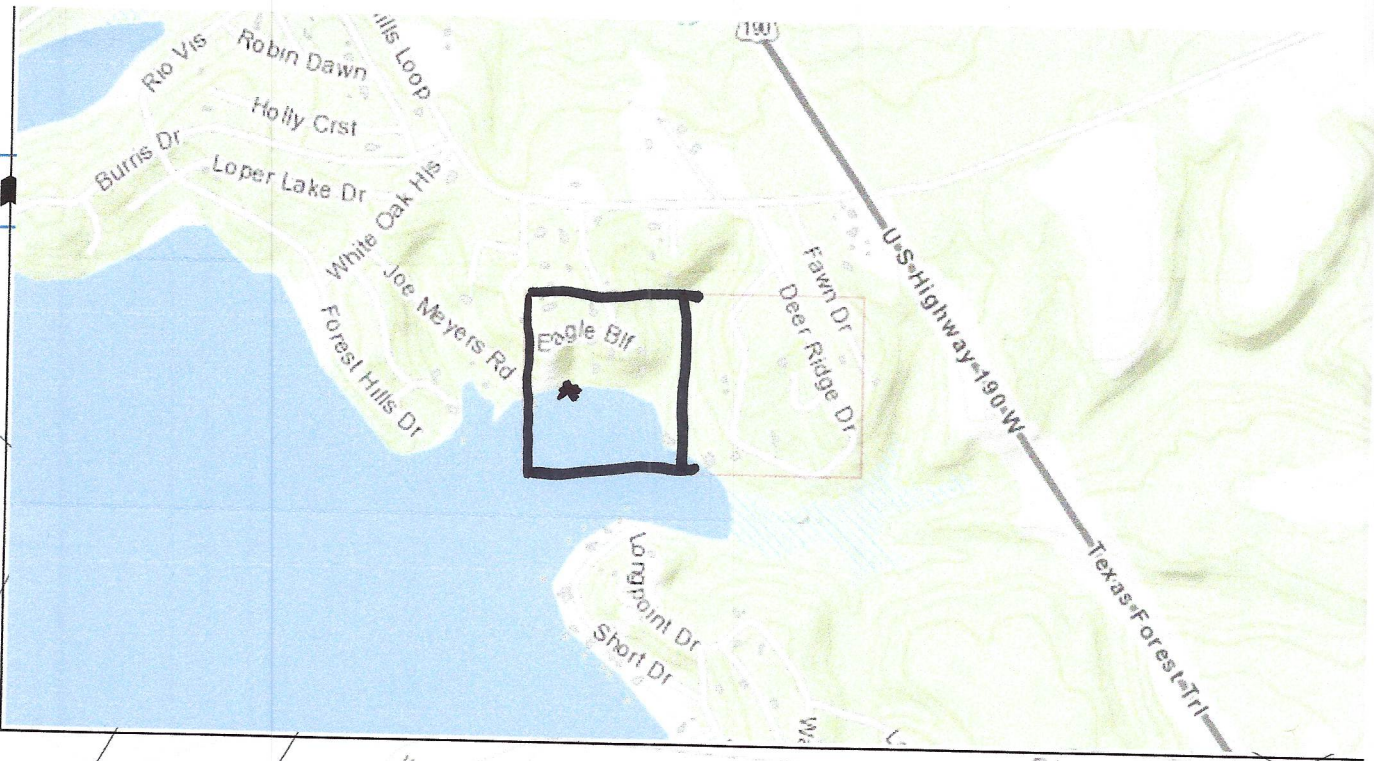 190
ills Loop
Rio Vis
Robin Dawn
Holly Crst
Burris Dr
Loper Lake Dr
White Oak Hls
Joe Meyers Rd
Forest Hills Dr
Eagle Blf
Fawn Dr
Deer Ridge Dr
U.S.Highway-190-W
Texas-Forest-Trl
Longpoint Dr
Short Dr